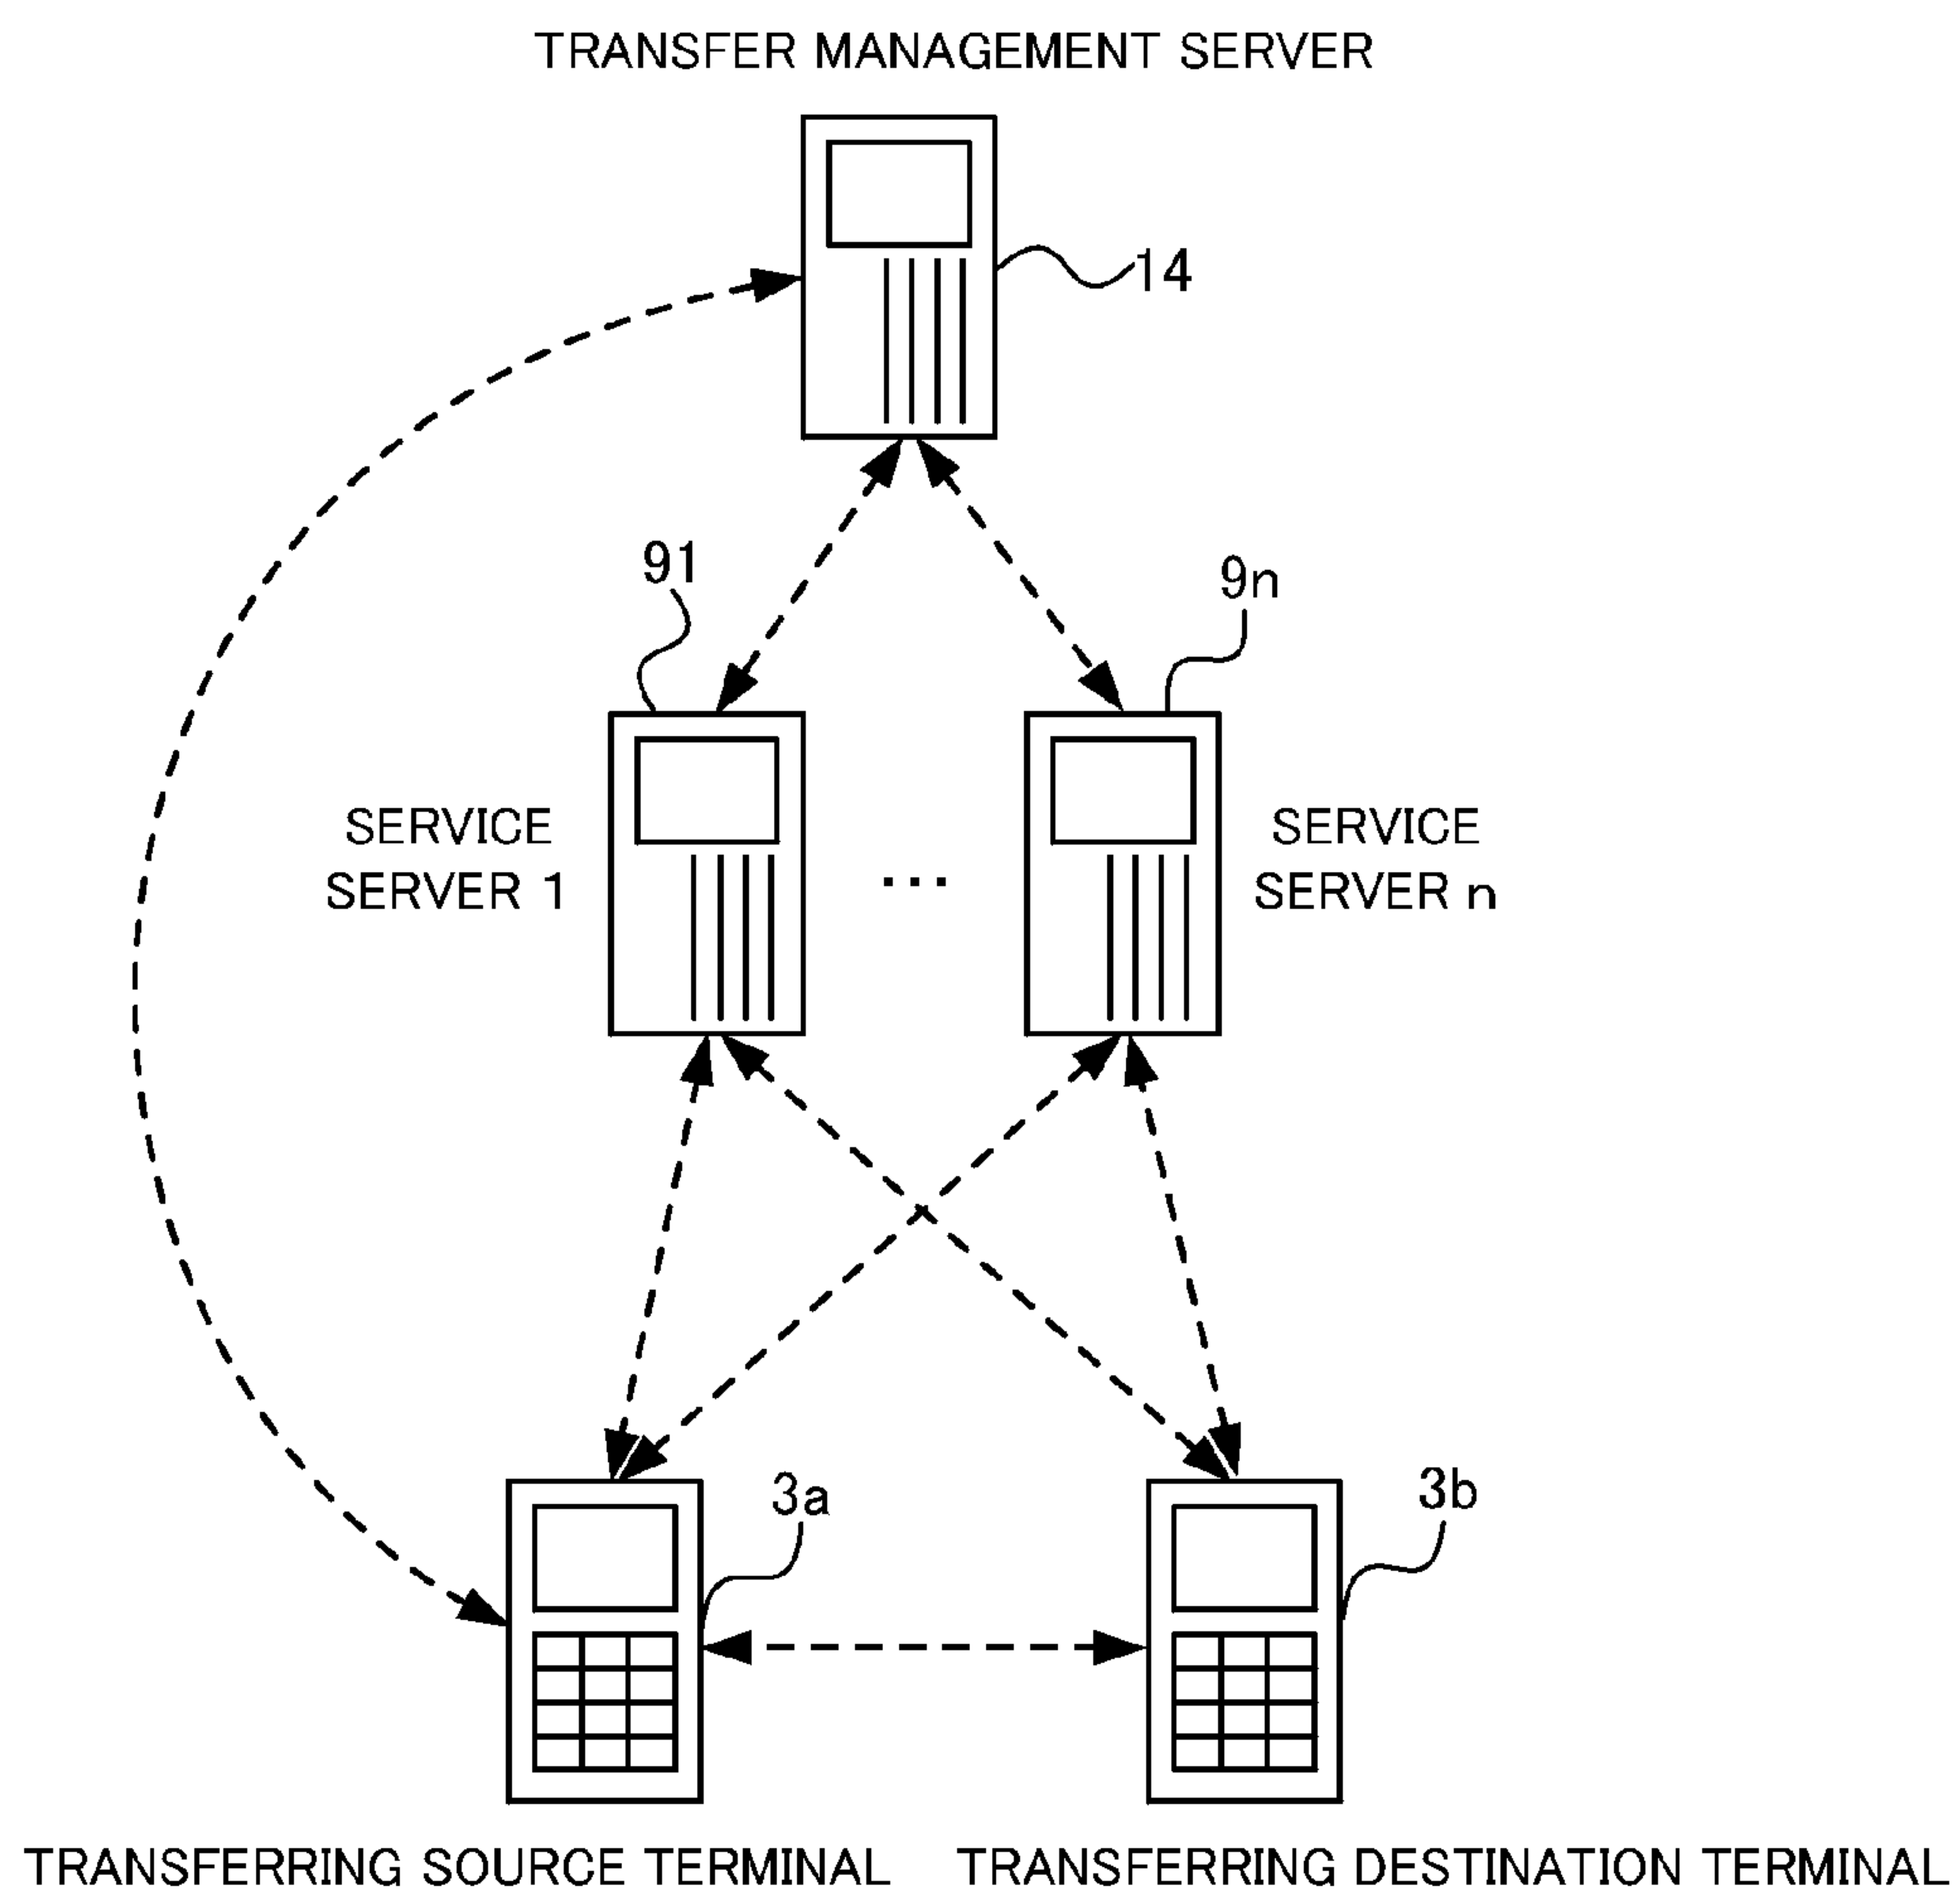 TRANSFER MANAGEMENT SERVER
14
91
9n
SERVICE
SERVER 1
...
SERVICE
SERVER n
3a
3b
TRANSFERRING SOURCE TERMINAL
TRANSFERRING DESTINATION TERMINAL